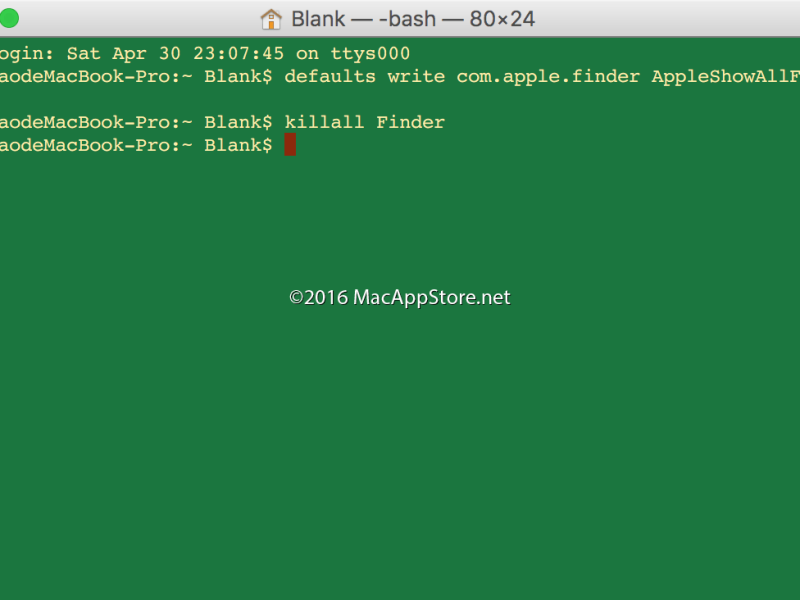 Blank — -bash — 80×24
ogin: Sat Apr 30 23:07:45 on ttys000
aodeMacBook-Pro:~ Blank$ defaults write com.apple.finder AppleShowAllF
aodeMacBook-Pro:~ Blank$ killall Finder
aodeMacBook-Pro:~ Blank$
©2016 MacAppStore.net